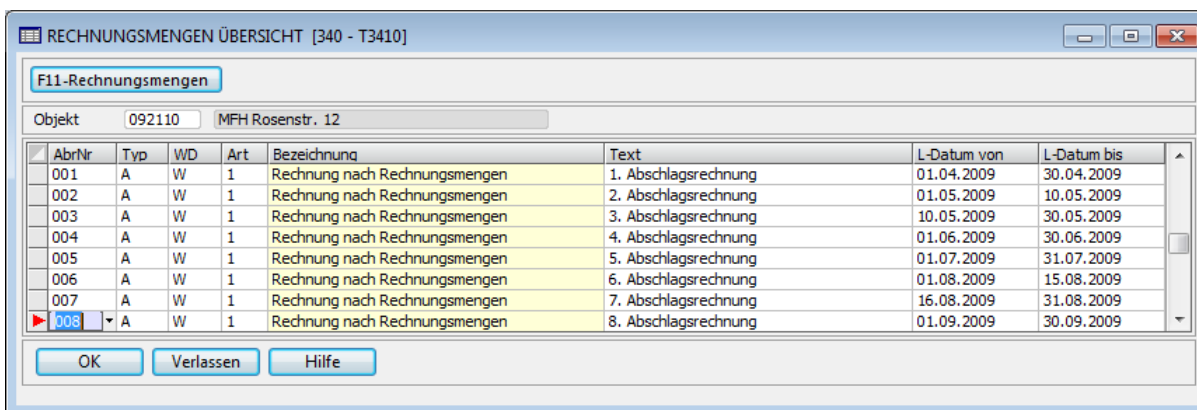 RECHNUNGSMENGEN ÜBERSICHT [340 - T3410]
F11-Rechnungsmengen
Objekt 092110 MFH Rosenstr. 12
AbrNr Typ WD Art Bezeichnung Text L-Datum von L-Datum bis
001 A W 1 Rechnung nach Rechnungsmengen 1. Abschlagsrechnung 01.04.2009 30.04.2009
002 A W 1 Rechnung nach Rechnungsmengen 2. Abschlagsrechnung 01.05.2009 10.05.2009
003 A W 1 Rechnung nach Rechnungsmengen 3. Abschlagsrechnung 10.05.2009 30.05.2009
004 A W 1 Rechnung nach Rechnungsmengen 4. Abschlagsrechnung 01.06.2009 30.06.2009
005 A W 1 Rechnung nach Rechnungsmengen 5. Abschlagsrechnung 01.07.2009 31.07.2009
006 A W 1 Rechnung nach Rechnungsmengen 6. Abschlagsrechnung 01.08.2009 15.08.2009
007 A W 1 Rechnung nach Rechnungsmengen 7. Abschlagsrechnung 16.08.2009 31.08.2009
008 A W 1 Rechnung nach Rechnungsmengen 8. Abschlagsrechnung 01.09.2009 30.09.2009
OK Verlassen Hilfe